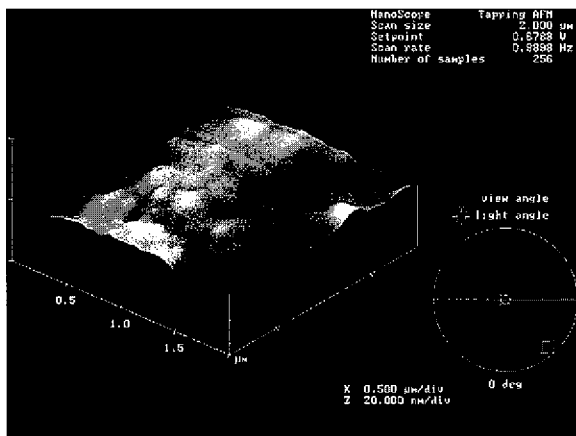 NanoScope Tapping AFM
Scan size 2.000 µm
Setpoint 0.6788 V
Scan rate 0.9898 Hz
Number of samples 256
view angle
light angle
0.5
1.0
1.5
µm
X 0.500 µm/div
Z 20.000 nm/div
0 deg